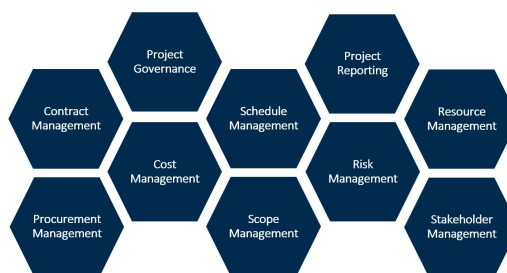 Project
Governance
Project
Reporting
Contract
Management
Schedule
Management
Resource
Management
Cost
Management
Risk
Management
Procurement
Management
Scope
Management
Stakeholder
Management